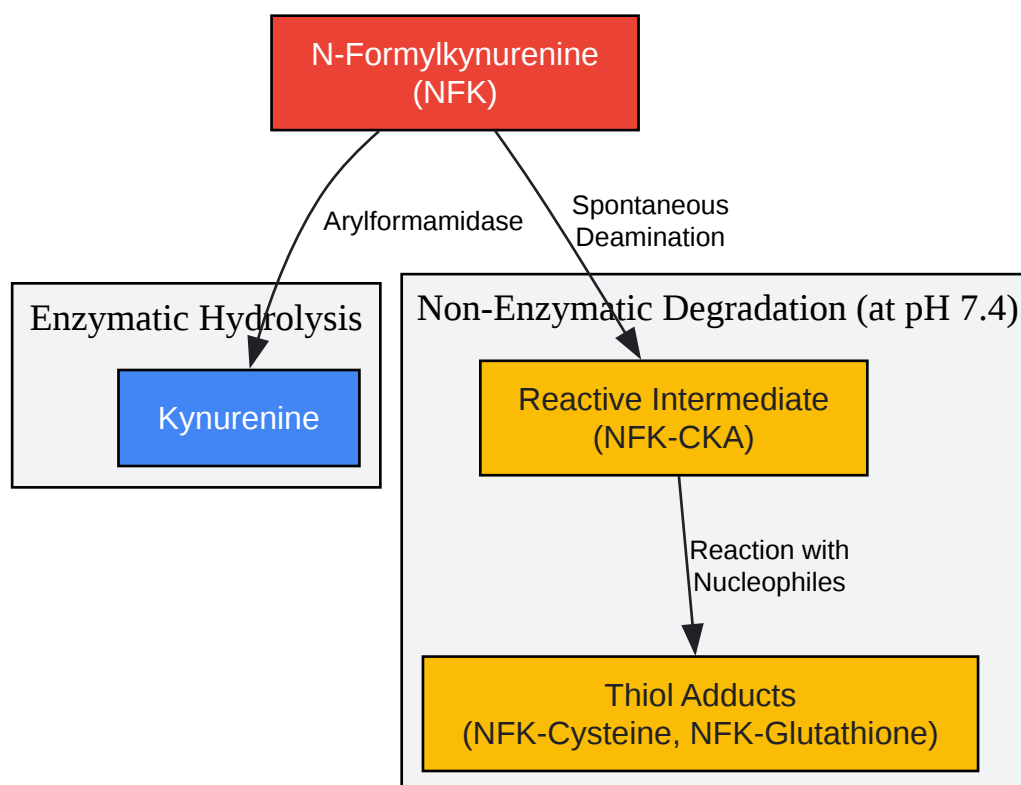 N-Formylkynurenine
(NFK)
Arylformamidase
Spontaneous
Deamination
Enzymatic Hydrolysis
Non-Enzymatic Degradation (at pH 7.4)
Kynurenine
Reactive Intermediate
(NFK-CKA)
Reaction with
Nucleophiles
Thiol Adducts
(NFK-Cysteine, NFK-Glutathione)